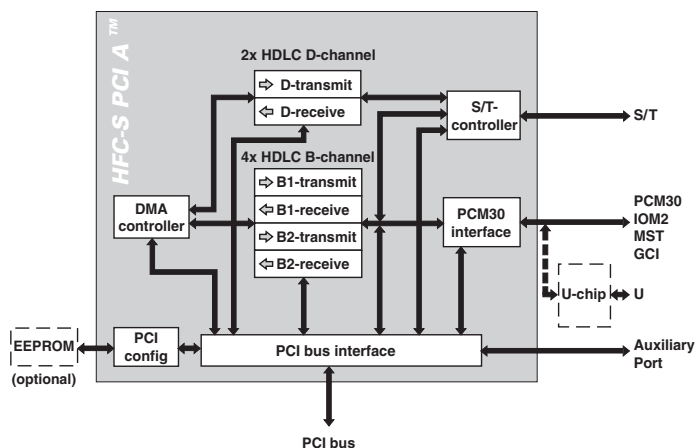 HFC-S PCI A™
2x HDLC D-channel
⇨ D-transmit
⇦ D-receive
S/T-
controller
S/T
4x HDLC B-channel
⇨ B1-transmit
⇦ B1-receive
⇨ B2-transmit
⇦ B2-receive
DMA
controller
PCM30
interface
PCM30
IOM2
MST
GCI
U-chip
U
EEPROM
(optional)
PCI
config
PCI bus interface
Auxiliary
Port
PCI bus